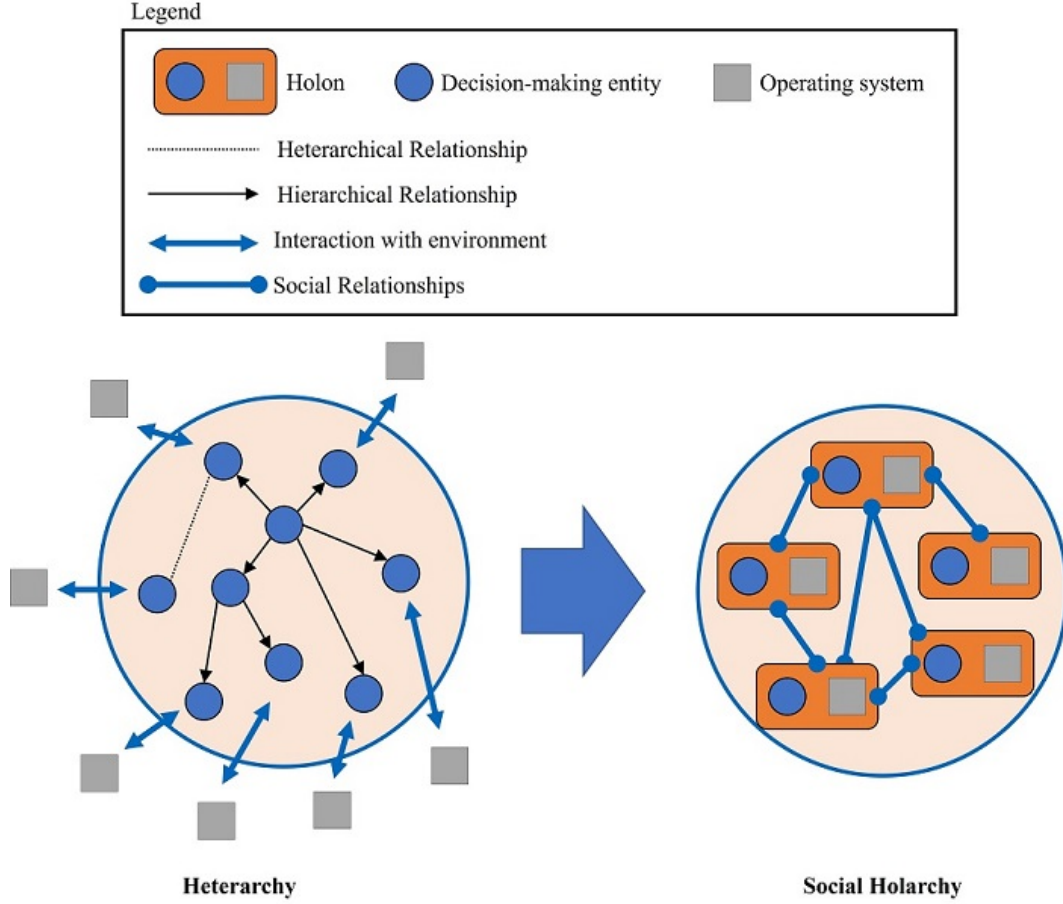 Legend
Holon
Decision-making entity
Operating system
Heterarchical Relationship
Hierarchical Relationship
Interaction with environment
Social Relationships
Heterarchy
Social Holarchy